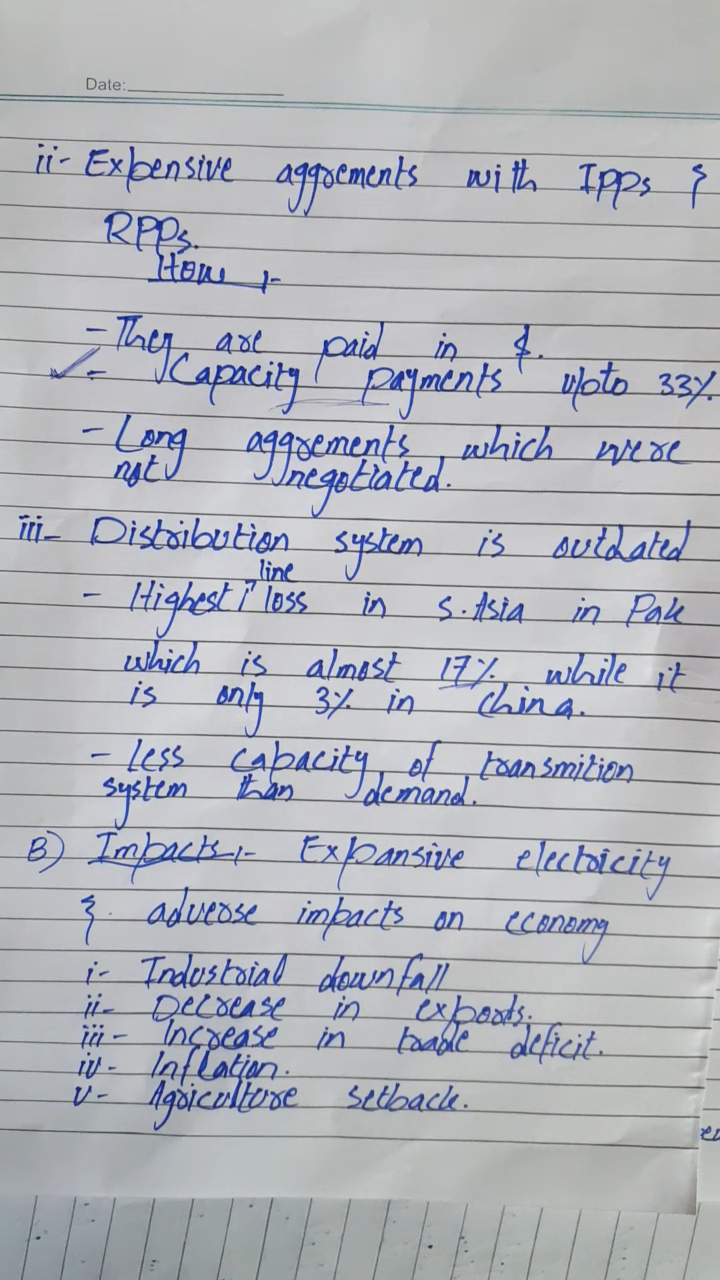 Date:
ii- Expensive aggrements with IPPs &
RPPs.
How :-
- They are paid in $.
- Capacity payments upto 33%.
- Long aggrements which were
not negotiated.
iii- Distribution system is outdated
line
- Highest loss in S.Asia in Pak
which is almost 17% while it
is only 3% in China.
- less capacity of transmition
system than demand.
B) Impacts:- Expansive electricity
& adverse impacts on economy
i- Industrial downfall
ii- Decrease in exports.
iii- Increase in trade deficit.
iv- Inflation.
v- Agriculture setback.